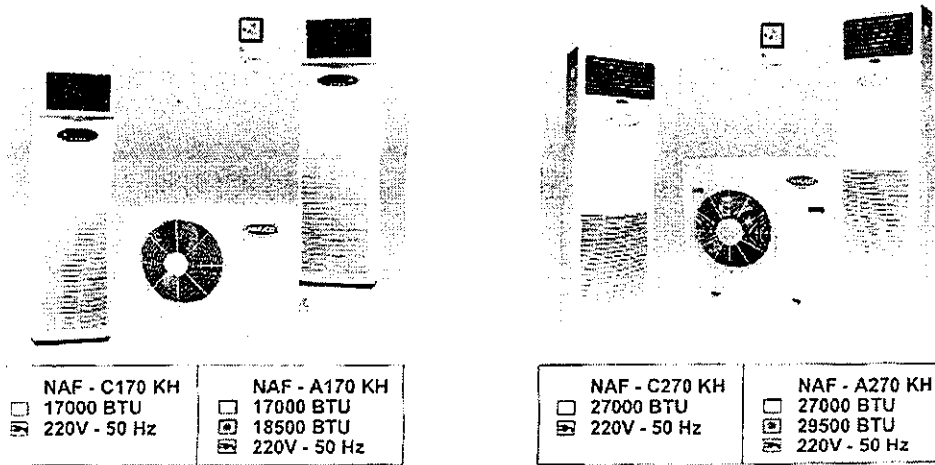 NAF - C170 KH
17000 BTU
220V - 50 Hz
NAF - A170 KH
17000 BTU
18500 BTU
220V - 50 Hz
NAF - C270 KH
27000 BTU
220V - 50 Hz
NAF - A270 KH
27000 BTU
29500 BTU
220V - 50 Hz